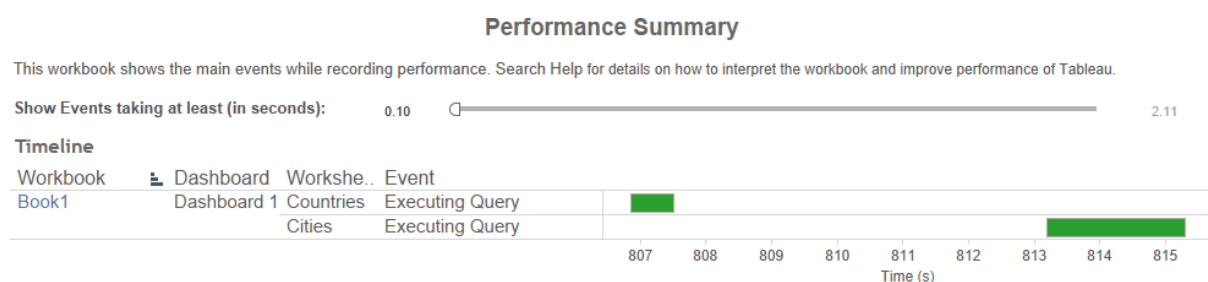 Performance Summary
This workbook shows the main events while recording performance. Search Help for details on how to interpret the workbook and improve performance of Tableau.
Show Events taking at least (in seconds): 0.10 2.11
Timeline
Workbook Dashboard Workshe.. Event
Book1 Dashboard 1 Countries Executing Query
Cities Executing Query
807 808 809 810 811 812 813 814 815
Time (s)